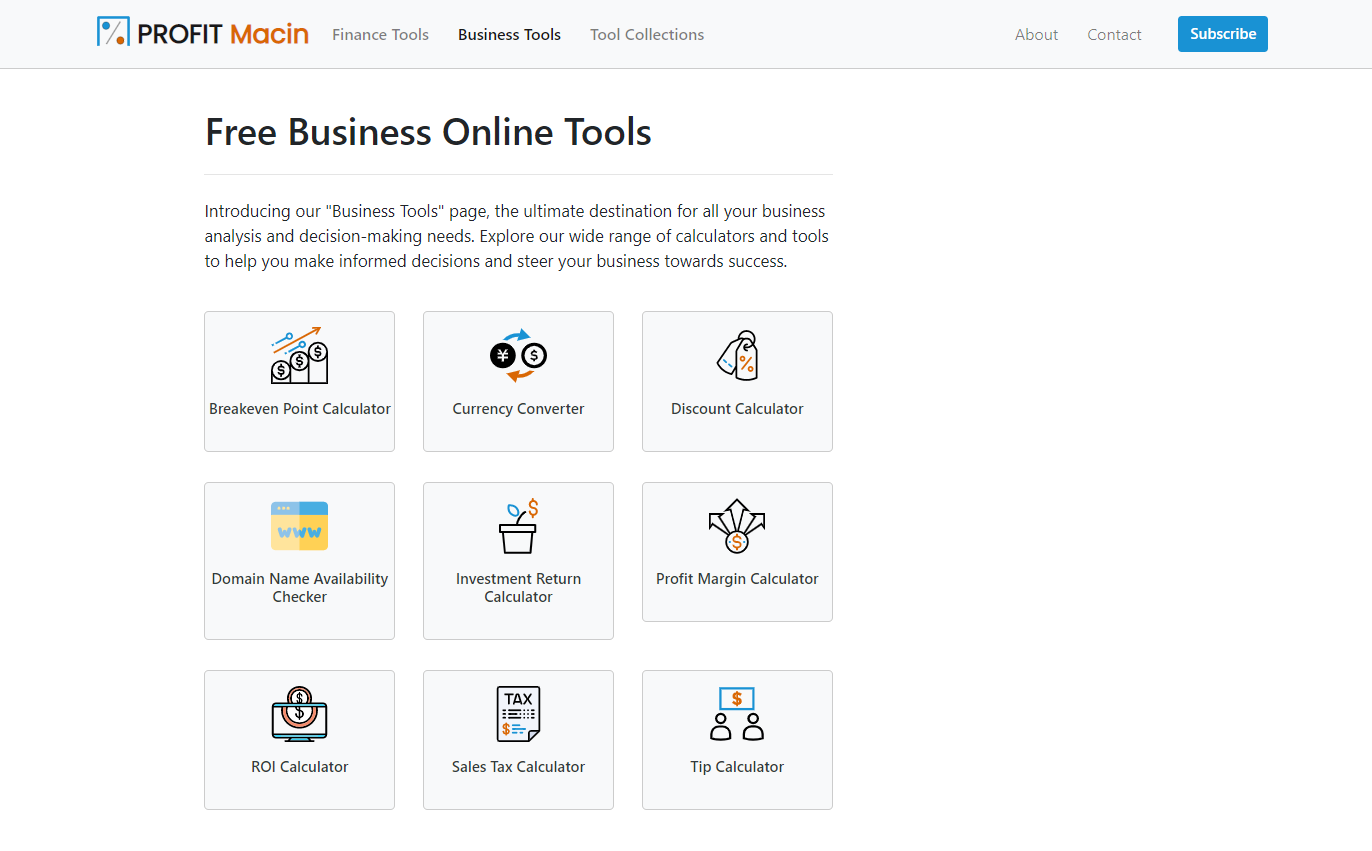 PROFIT Macin
Finance Tools
Business Tools
Tool Collections
About
Contact
Subscribe
Free Business Online Tools
Introducing our "Business Tools" page, the ultimate destination for all your business
analysis and decision-making needs. Explore our wide range of calculators and tools
to help you make informed decisions and steer your business towards success.
$ $ $
Breakeven Point Calculator
¥ $
Currency Converter
%
Discount Calculator
www
Domain Name Availability
Checker
$
Investment Return
Calculator
$
Profit Margin Calculator
$
$
ROI Calculator
TAX
$
Sales Tax Calculator
$
Tip Calculator